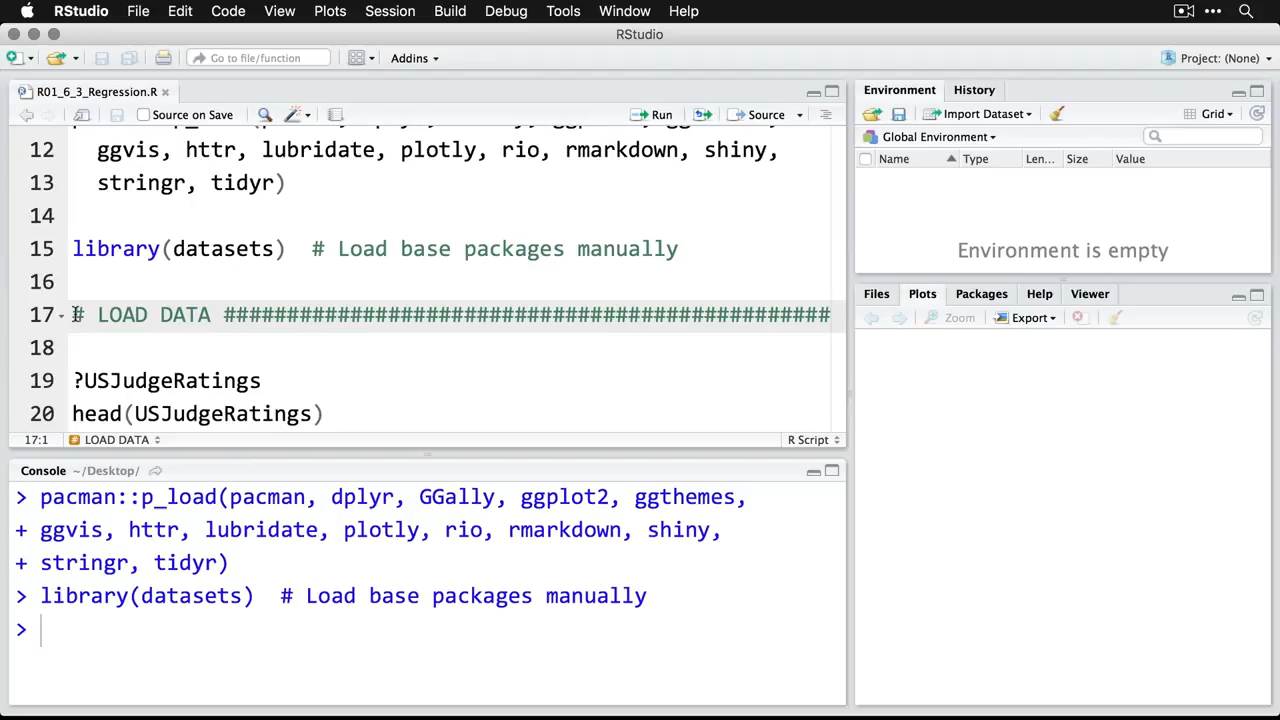 RStudio File Edit Code View Plots Session Build Debug Tools Window Help
RStudio
Go to file/function Addins Project: (None)
R01_6_3_Regression.R
Source on Save Run Source
12 ggvis, httr, lubridate, plotly, rio, rmarkdown, shiny,
13 stringr, tidyr)
14
15 library(datasets) # Load base packages manually
16
17 # LOAD DATA ################################################
18
19 ?USJudgeRatings
20 head(USJudgeRatings)
17:1 # LOAD DATA R Script
Console ~/Desktop/
> pacman::p_load(pacman, dplyr, GGally, ggplot2, ggthemes,
+ ggvis, httr, lubridate, plotly, rio, rmarkdown, shiny,
+ stringr, tidyr)
> library(datasets) # Load base packages manually
>
Environment History
Import Dataset Grid
Global Environment
Name Type Len... Size Value
Environment is empty
Files Plots Packages Help Viewer
Zoom Export